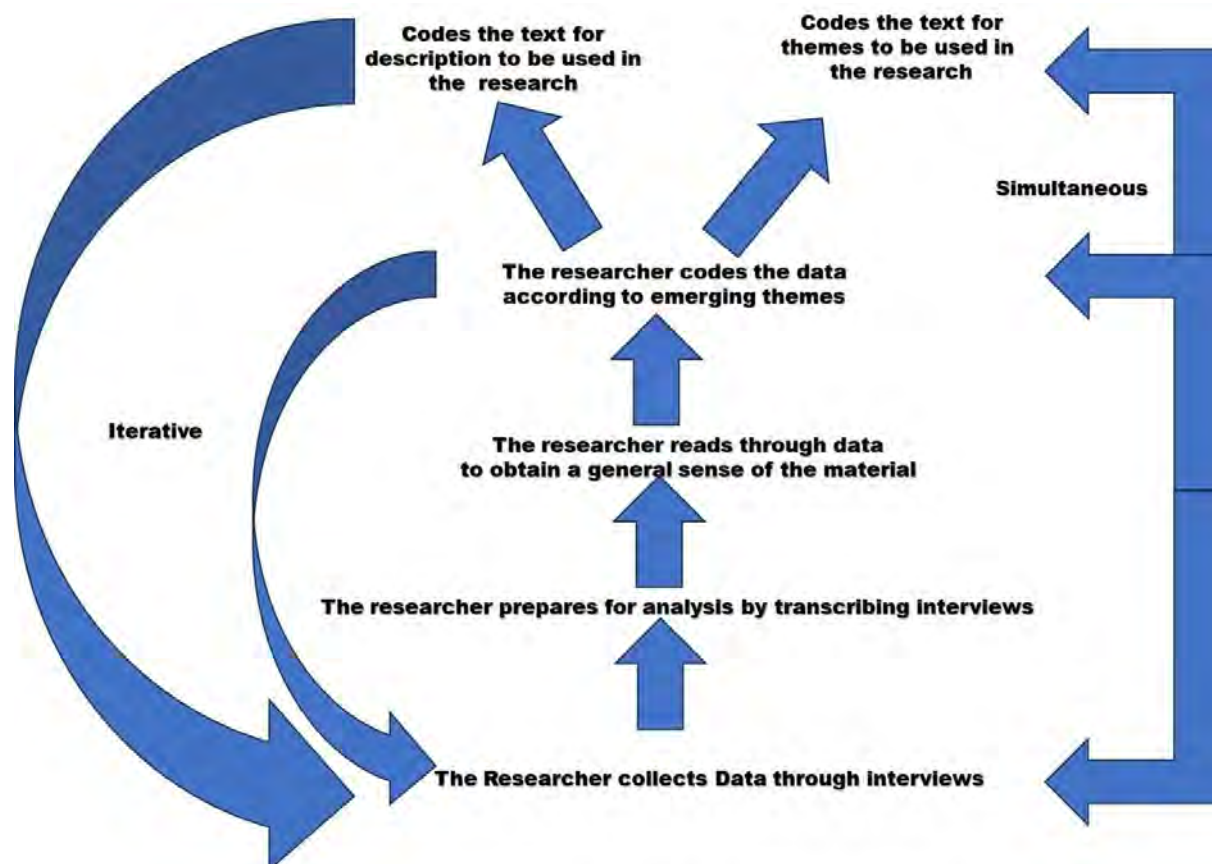 Codes the text for
description to be used in
the research
Codes the text for
themes to be used in
the research
Simultaneous
The researcher codes the data
according to emerging themes
Iterative
The researcher reads through data
to obtain a general sense of the material
The researcher prepares for analysis by transcribing interviews
The Researcher collects Data through interviews